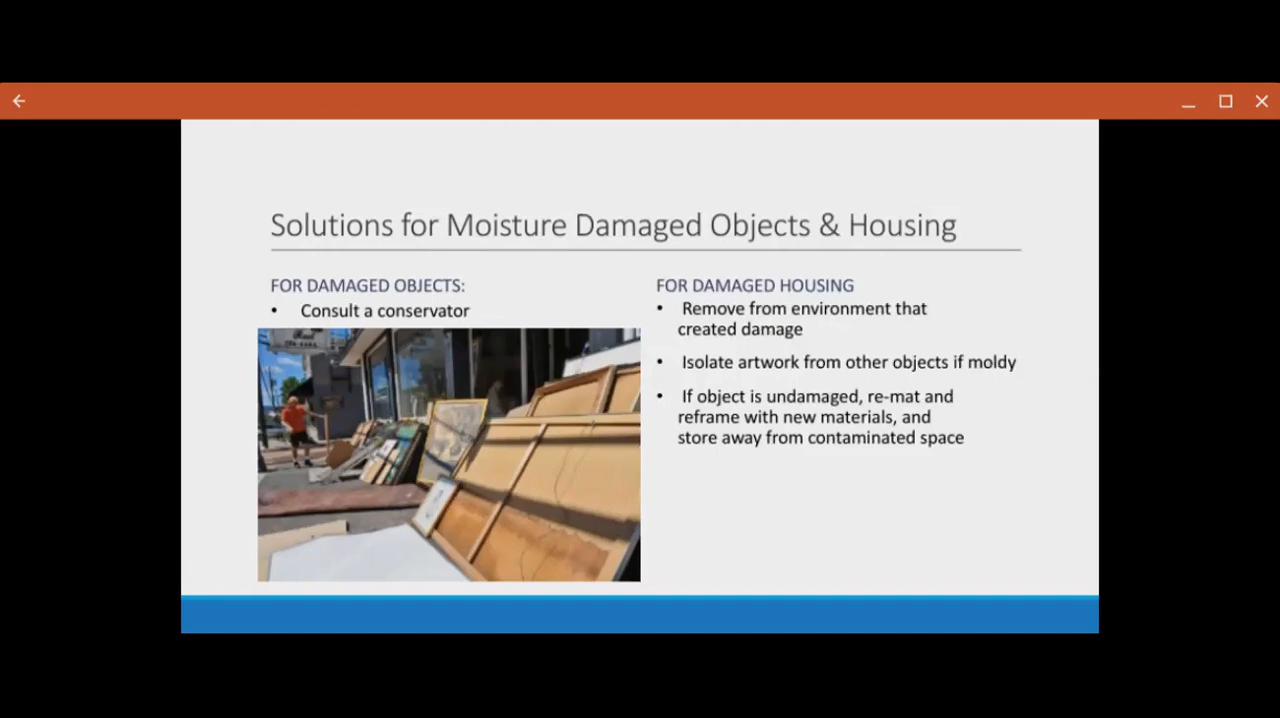 Solutions for Moisture Damaged Objects & Housing
FOR DAMAGED OBJECTS:
• Consult a conservator
FOR DAMAGED HOUSING
• Remove from environment that
created damage
• Isolate artwork from other objects if moldy
• If object is undamaged, re-mat and
reframe with new materials, and
store away from contaminated space